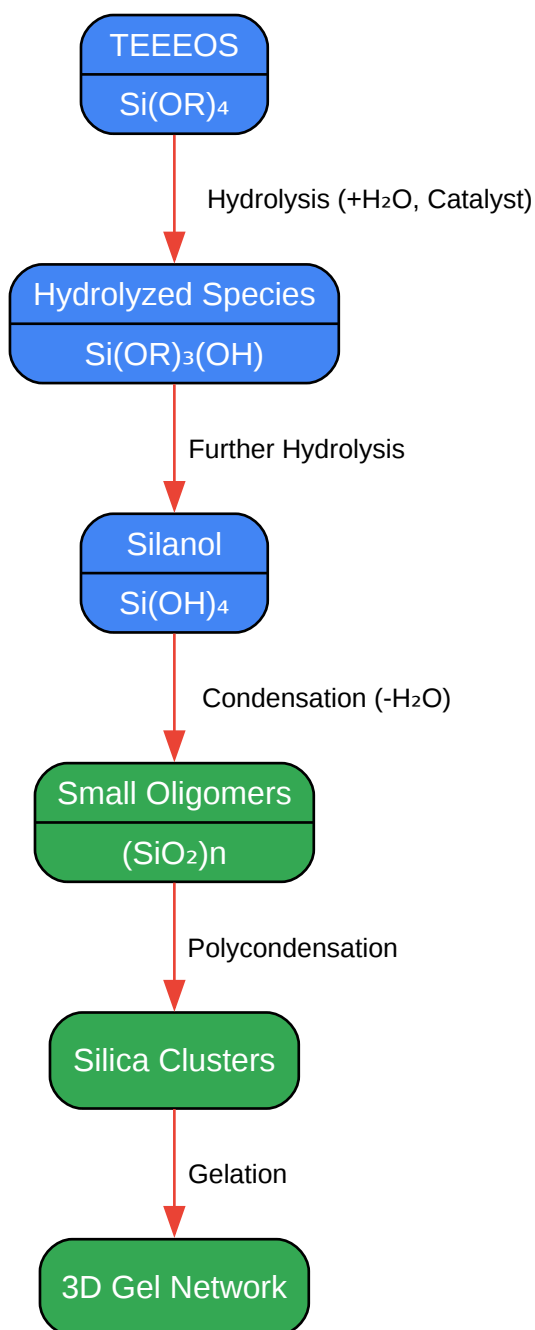 TEEEOS
Si(OR)₄
Hydrolysis (+H₂O, Catalyst)
Hydrolyzed Species
Si(OR)₃(OH)
Further Hydrolysis
Silanol
Si(OH)₄
Condensation (-H₂O)
Small Oligomers
(SiO₂)n
Polycondensation
Silica Clusters
Gelation
3D Gel Network